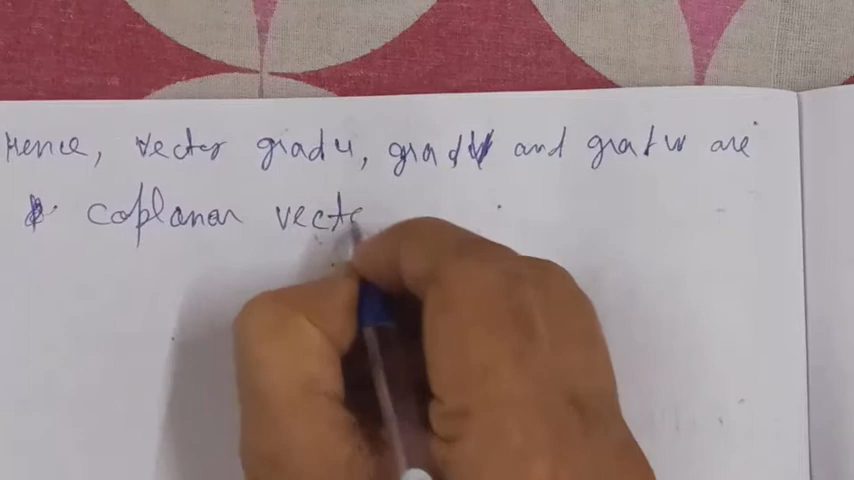 Hence, vector grad u, grad v and grad w are
coplanar vecto